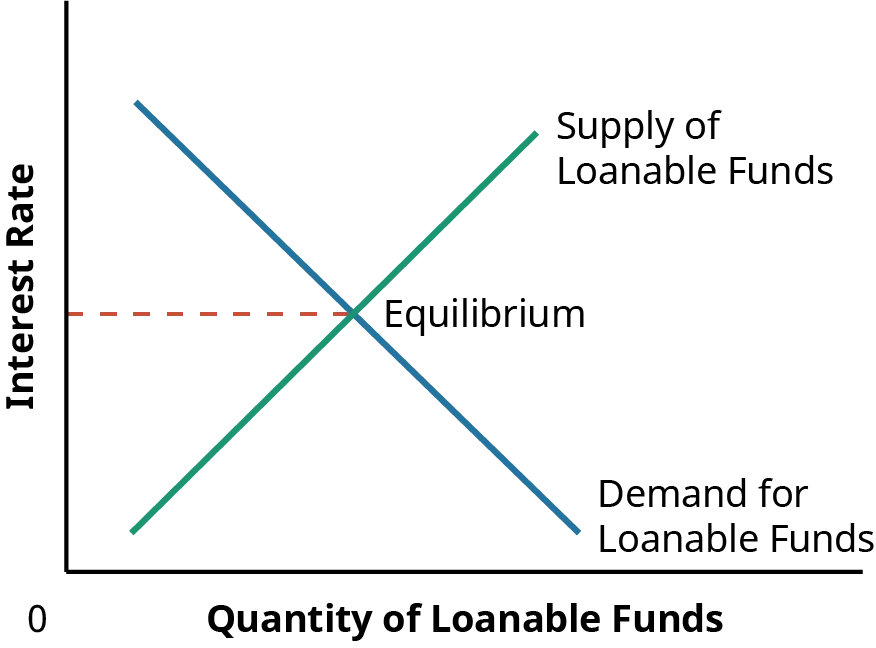 Supply of
Loanable Funds
Interest Rate
Equilibrium
Demand for
Loanable Funds
0
Quantity of Loanable Funds